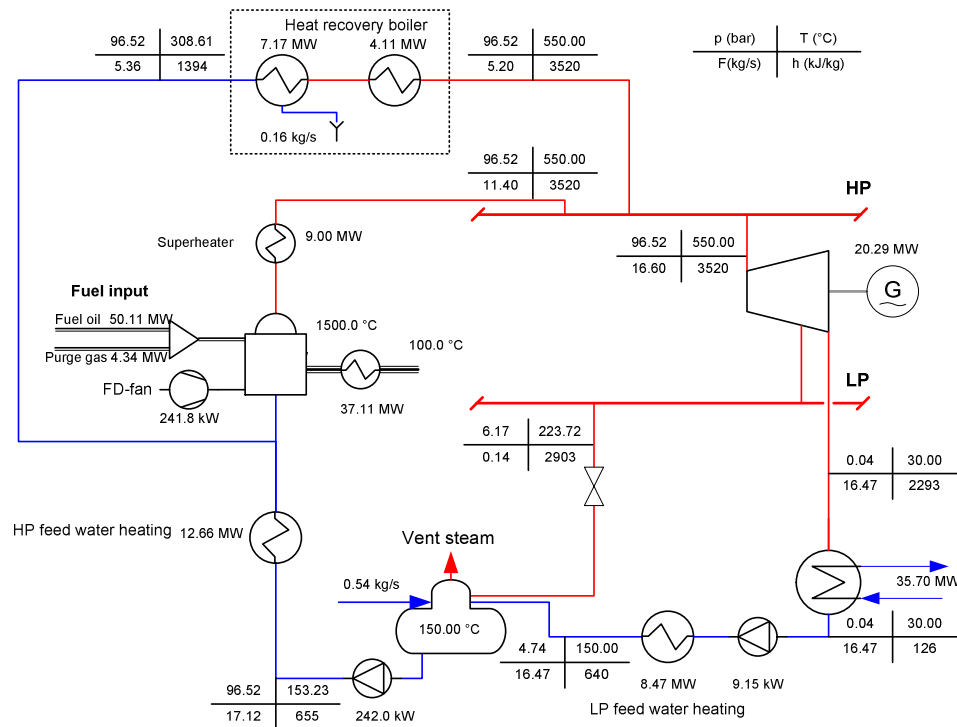 Heat recovery boiler
96.52 308.61
5.36 1394
7.17 MW 4.11 MW
96.52 550.00
5.20 3520
p (bar) T (°C)
F(kg/s) h (kJ/kg)
0.16 kg/s
96.52 550.00
11.40 3520
HP
Superheater
9.00 MW
96.52 550.00
16.60 3520
20.29 MW
G
Fuel input
Fuel oil 50.11 MW
1500.0 °C
100.0 °C
Purge gas 4.34 MW
FD-fan
241.8 kW
37.11 MW
LP
6.17 223.72
0.14 2903
0.04 30.00
16.47 2293
HP feed water heating
12.66 MW
Vent steam
0.54 kg/s
35.70 MW
150.00 °C
0.04 30.00
16.47 126
4.74 150.00
16.47 640
8.47 MW
9.15 kW
LP feed water heating
96.52 153.23
17.12 655
242.0 kW